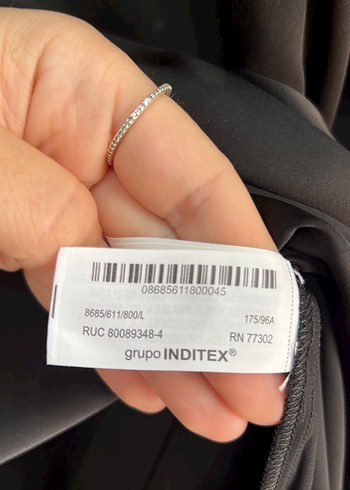 08685611800045
8685/611/800/L 175/96A
RUC 80089348-4 RN 77302
grupo INDITEX®